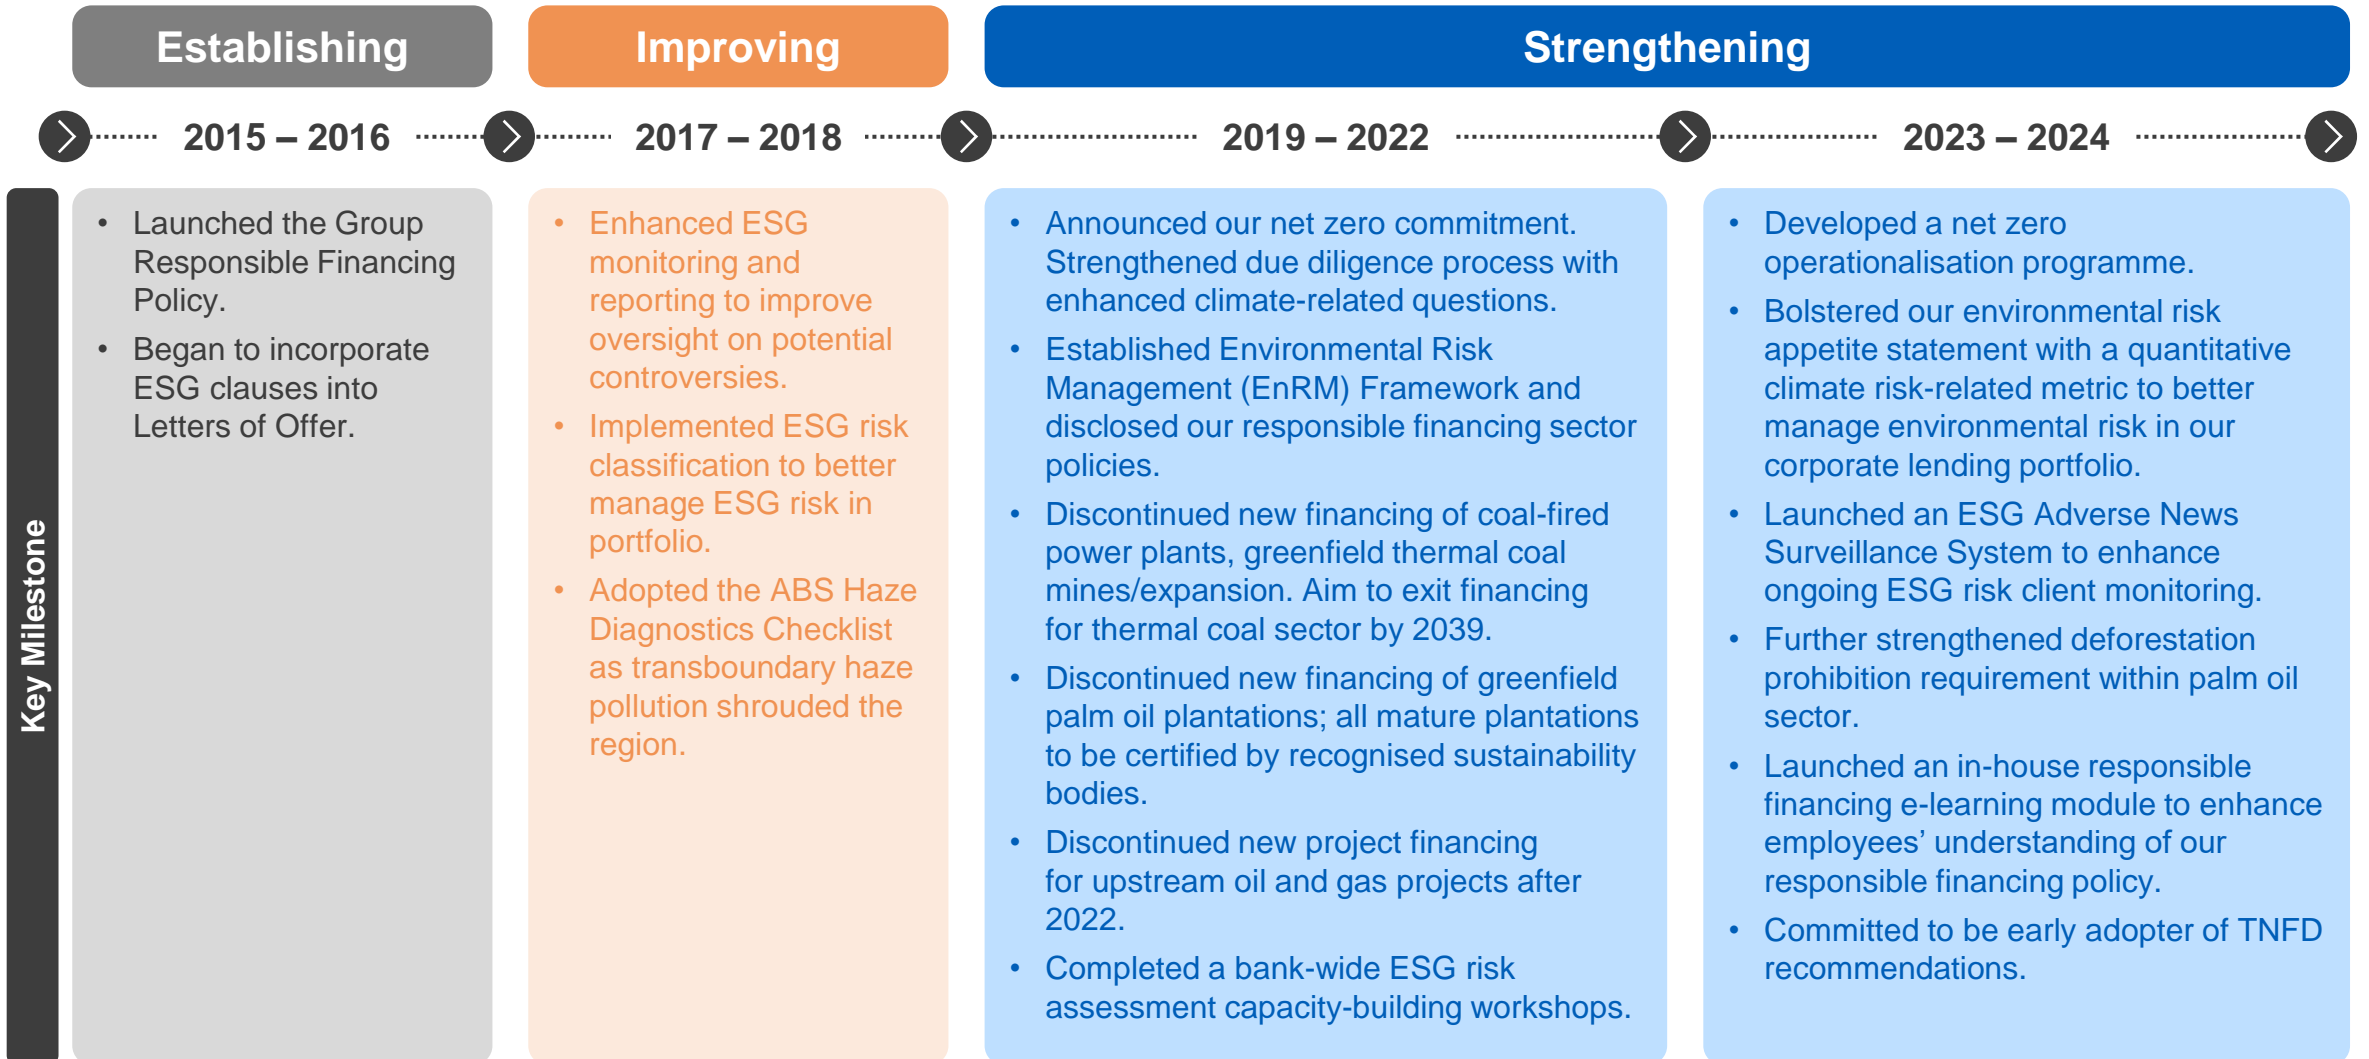 Establishing
Improving
Strengthening
2015 – 2016
2017 – 2018
2019 – 2022
2023 – 2024
Key Milestone
• Launched the Group
Responsible Financing
Policy.
• Began to incorporate
ESG clauses into
Letters of Offer.
• Enhanced ESG
monitoring and
reporting to improve
oversight on potential
controversies.
• Implemented ESG risk
classification to better
manage ESG risk in
portfolio.
• Adopted the ABS Haze
Diagnostics Checklist
as transboundary haze
pollution shrouded the
region.
• Announced our net zero commitment.
Strengthened due diligence process with
enhanced climate-related questions.
• Established Environmental Risk
Management (EnRM) Framework and
disclosed our responsible financing sector
policies.
• Discontinued new financing of coal-fired
power plants, greenfield thermal coal
mines/expansion. Aim to exit financing
for thermal coal sector by 2039.
• Discontinued new financing of greenfield
palm oil plantations; all mature plantations
to be certified by recognised sustainability
bodies.
• Discontinued new project financing
for upstream oil and gas projects after
2022.
• Completed a bank-wide ESG risk
assessment capacity-building workshops.
• Developed a net zero
operationalisation programme.
• Bolstered our environmental risk
appetite statement with a quantitative
climate risk-related metric to better
manage environmental risk in our
corporate lending portfolio.
• Launched an ESG Adverse News
Surveillance System to enhance
ongoing ESG risk client monitoring.
• Further strengthened deforestation
prohibition requirement within palm oil
sector.
• Launched an in-house responsible
financing e-learning module to enhance
employees’ understanding of our
responsible financing policy.
• Committed to be early adopter of TNFD
recommendations.